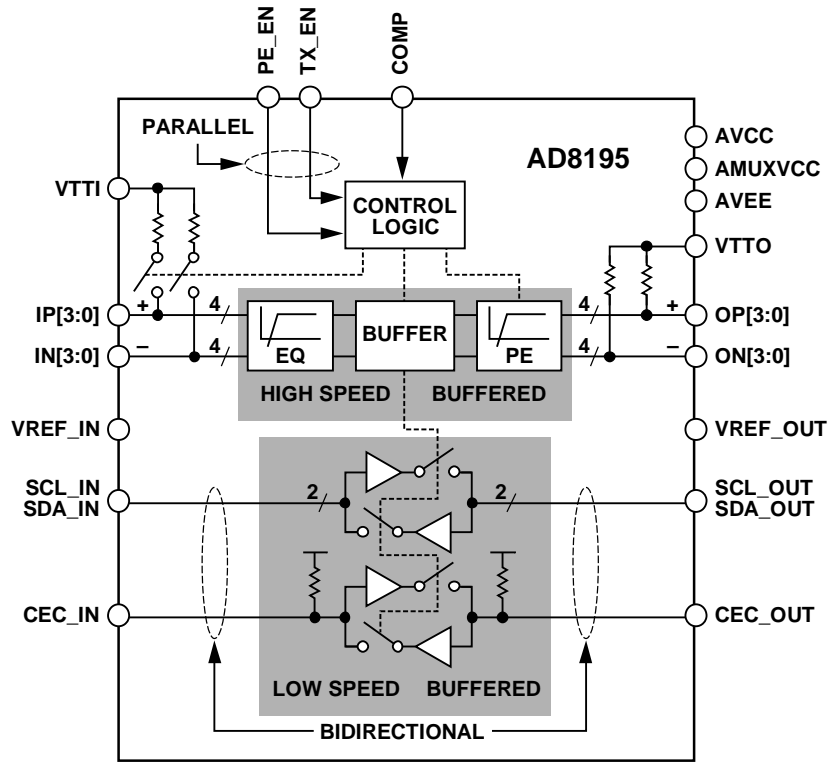 PE_EN
TX_EN
COMP
PARALLEL
AD8195
AVCC
AMUXVCC
AVEE
VTTI
CONTROL
LOGIC
VTTO
IP[3:0]
+
4
4
+
OP[3:0]
BUFFER
IN[3:0]
–
4
EQ
PE
4
–
ON[3:0]
HIGH SPEED
BUFFERED
VREF_IN
VREF_OUT
SCL_IN
SDA_IN
2
2
SCL_OUT
SDA_OUT
CEC_IN
CEC_OUT
LOW SPEED
BUFFERED
BIDIRECTIONAL